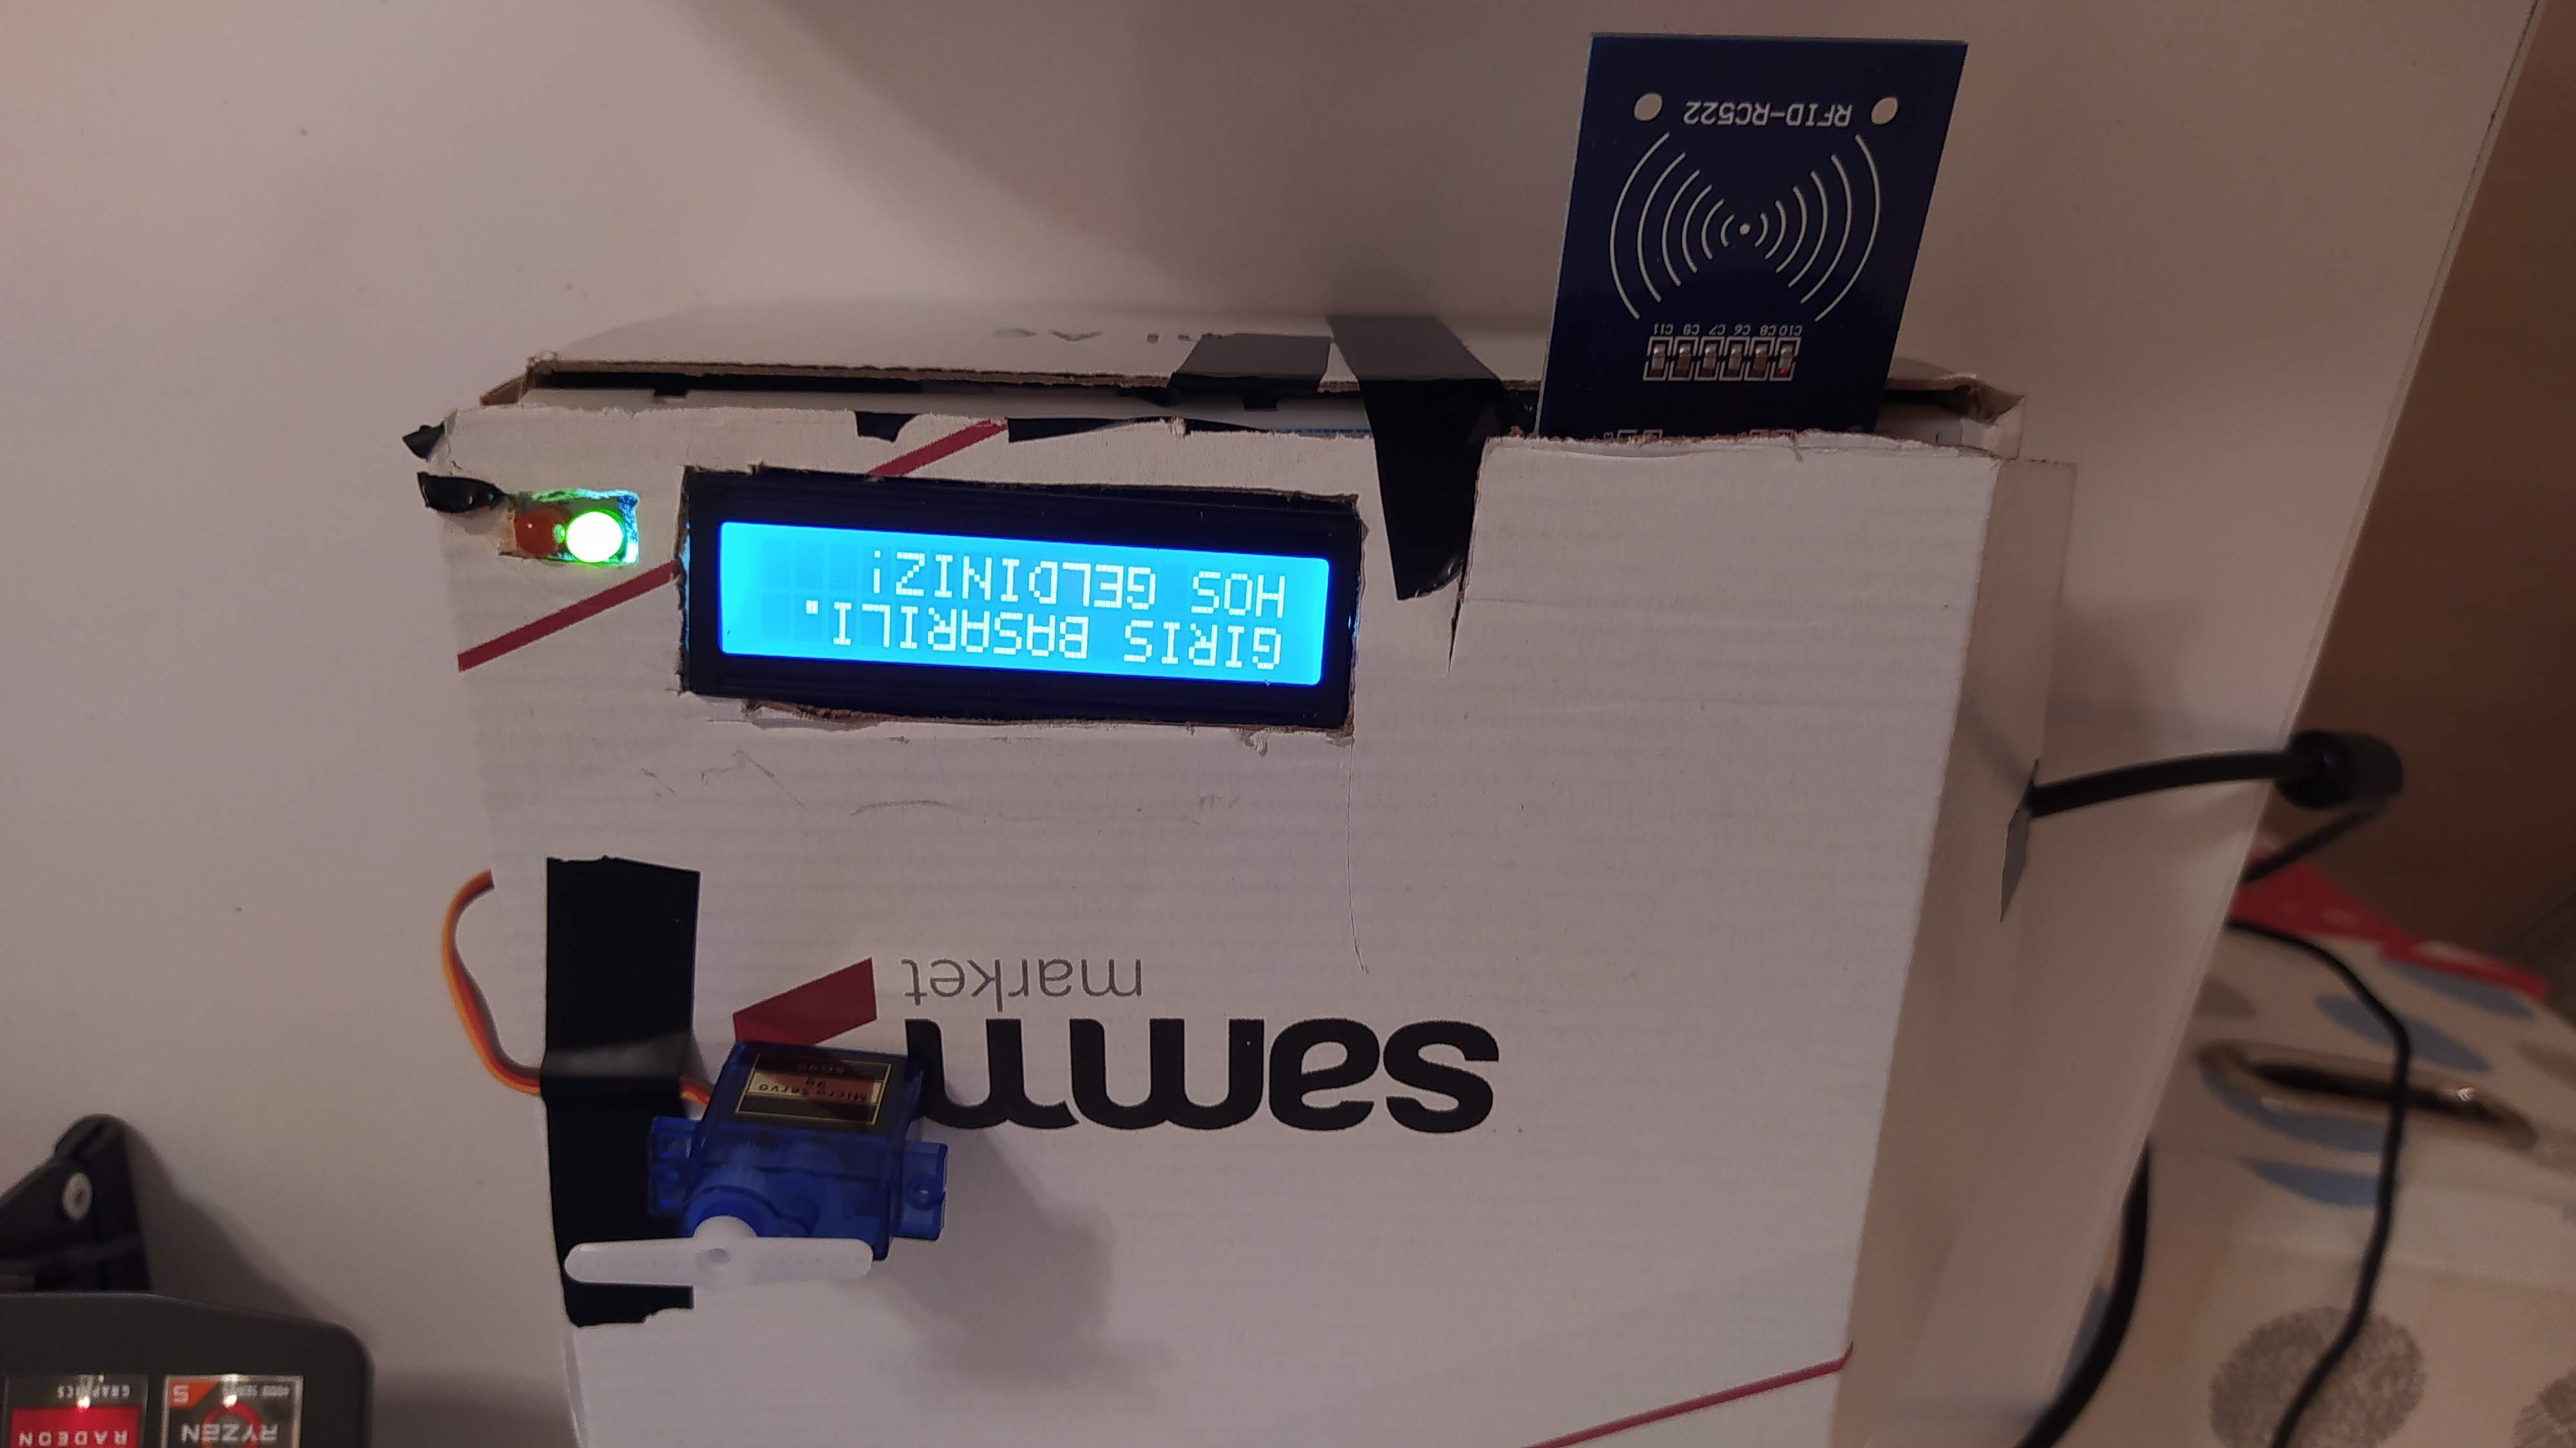 RYZEN
5
RADEON
GRAPHICS
samm
market
Micro Servo
9g
GIRIS BASARILI.
HOS GELDINIZ!
C10 C8 C6 C7 C9 C11
RFID-RC522